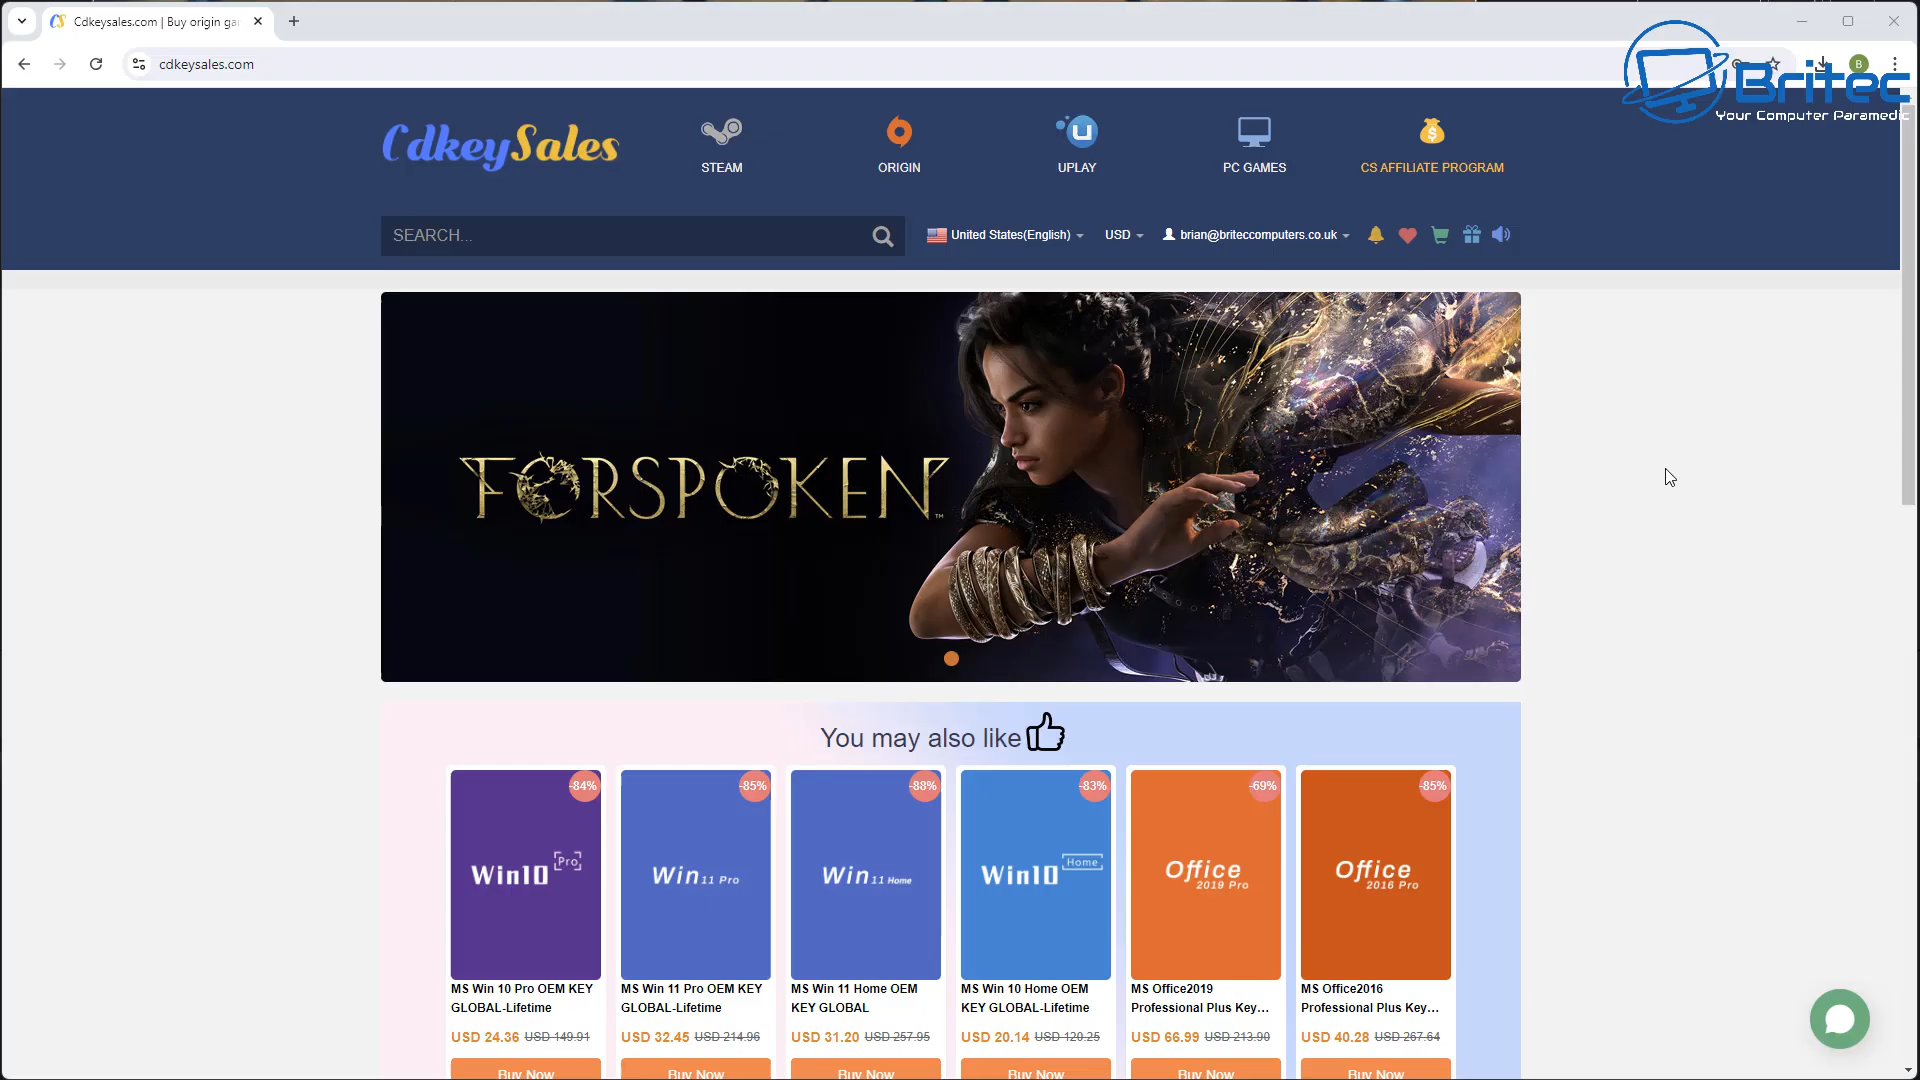 Cdkeysales.com | Buy origin ga
cdkeysales.com
B
Britec
Your Computer Paramedic
CdkeySales
STEAM
ORIGIN
UPLAY
PC GAMES
CS AFFILIATE PROGRAM
SEARCH...
United States(English)
USD
brian@briteccomputers.co.uk
FORSPOKEN™
You may also like
-84%
-85%
-88%
-83%
-69%
-85%
Win10 Pro
Win 11 Pro
Win 11 Home
Win10 Home
Office
2019 Pro
Office
2016 Pro
MS Win 10 Pro OEM KEY
GLOBAL-Lifetime
USD 24.36 USD 149.91
Buy Now
MS Win 11 Pro OEM KEY
GLOBAL-Lifetime
USD 32.45 USD 214.96
Buy Now
MS Win 11 Home OEM
KEY GLOBAL
USD 31.20 USD 257.95
Buy Now
MS Win 10 Home OEM
KEY GLOBAL-Lifetime
USD 20.14 USD 120.25
Buy Now
MS Office2019
Professional Plus Key...
USD 66.99 USD 213.90
Buy Now
MS Office2016
Professional Plus Key...
USD 40.28 USD 267.64
Buy Now